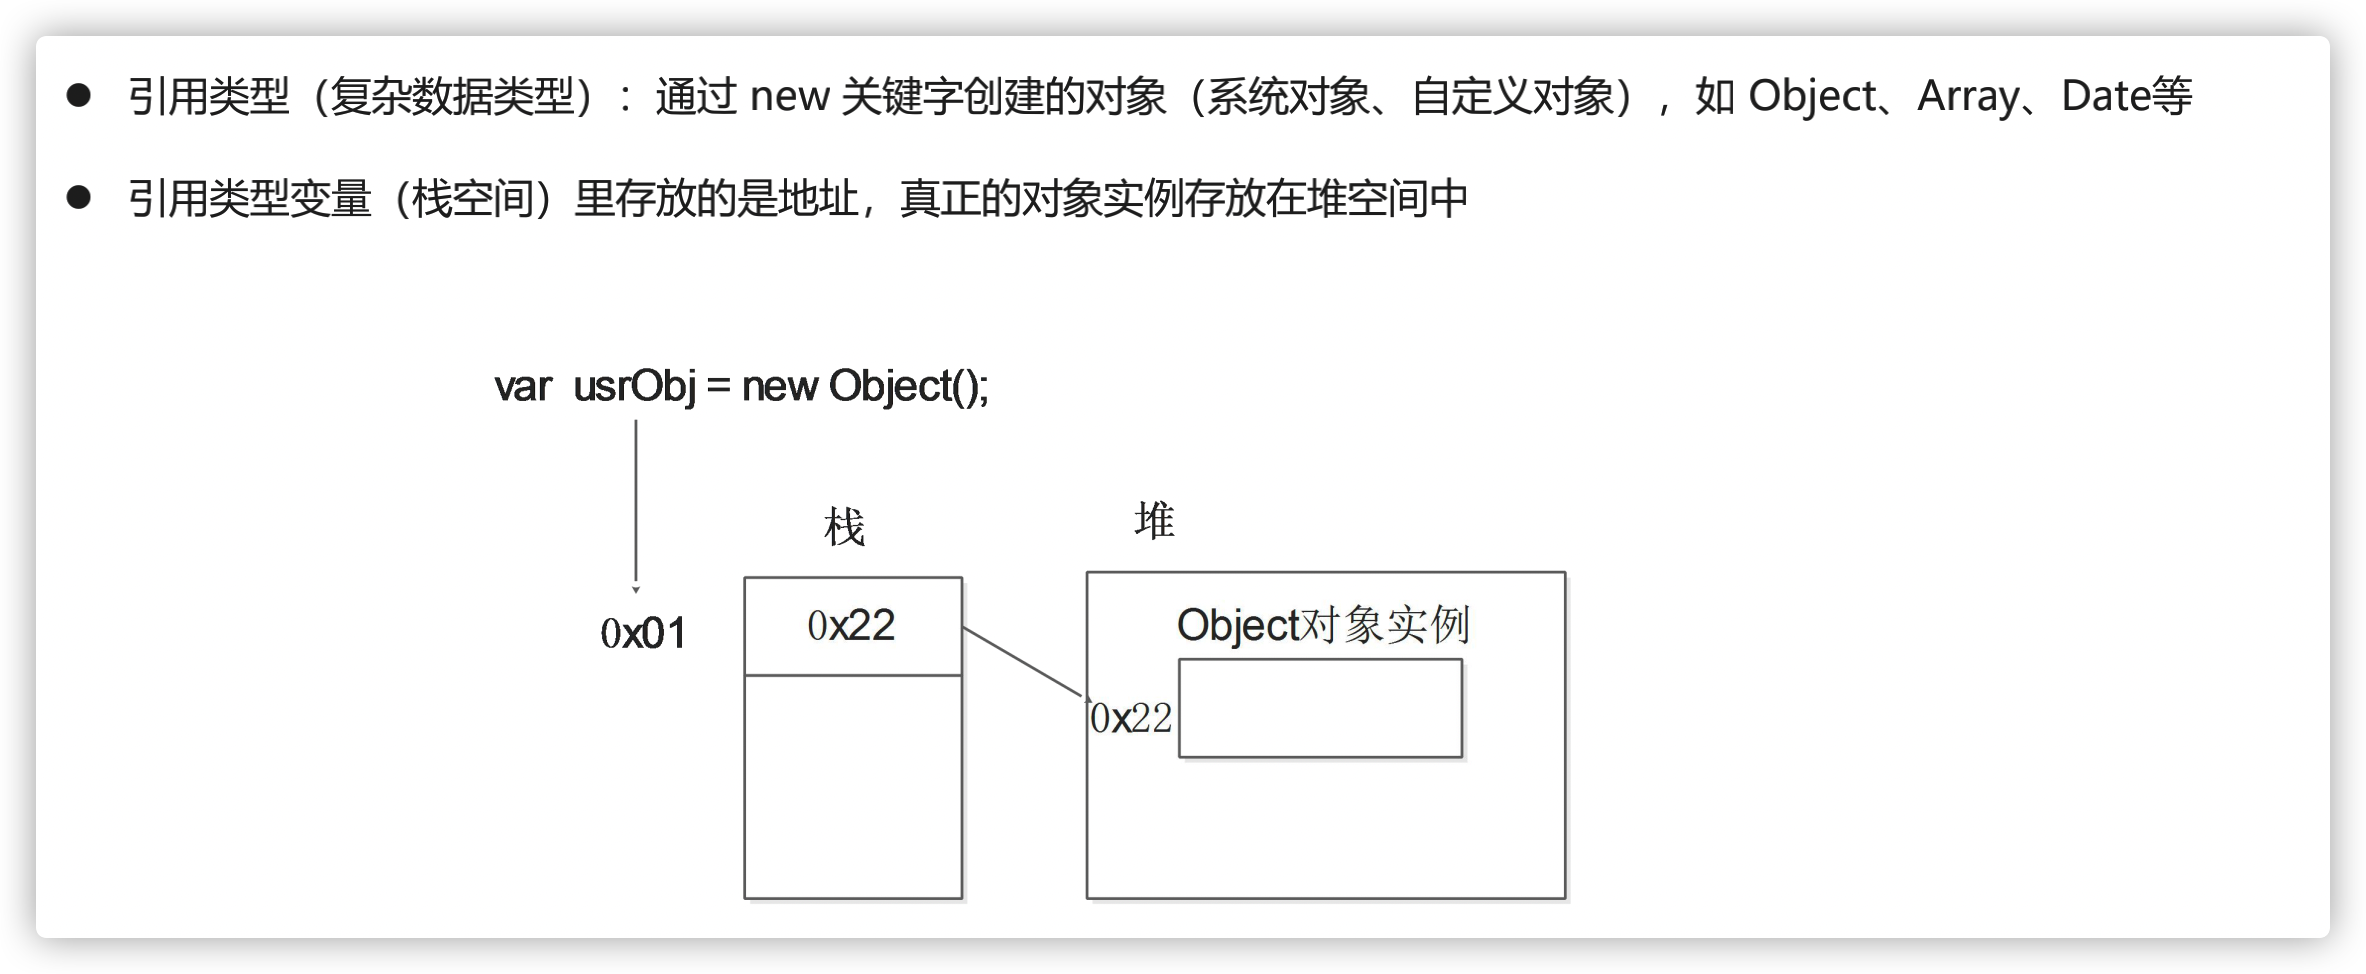 引用类型（复杂数据类型）：通过 new 关键字创建的对象（系统对象、自定义对象），如 Object、Array、Date等
引用类型变量（栈空间）里存放的是地址，真正的对象实例存放在堆空间中
var usrObj = new Object();
栈
堆
0x01
0x22
Object对象实例
0x22